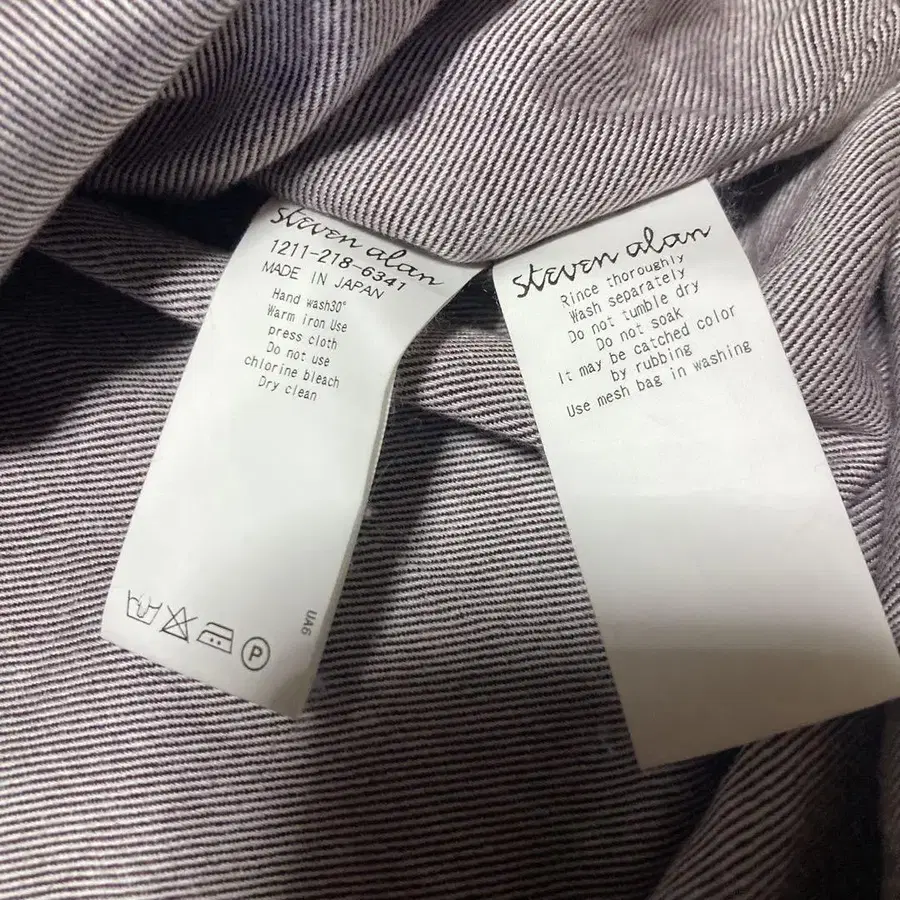 steven alan
1211-218-6341
MADE IN JAPAN
Hand wash30°
Warm iron Use
press cloth
Do not use
chlorine bleach
Dry clean
P
UA6
steven alan
Rince thoroughly
Wash separately
Do not tumble dry
Do not soak
It may be catched color
by rubbing
Use mesh bag in washing